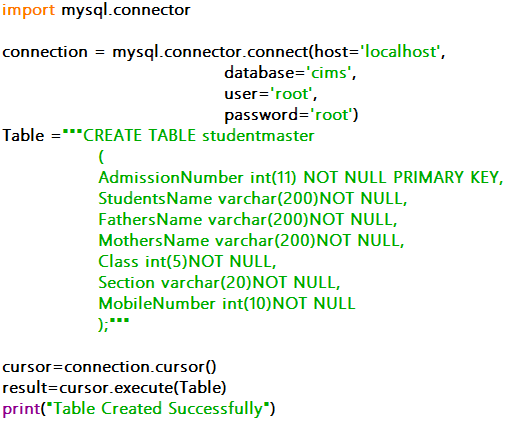 import mysql.connector

connection = mysql.connector.connect(host='localhost',
                                     database='cims',
                                     user='root',
                                     password='root')
Table ="""CREATE TABLE studentmaster
                (
                AdmissionNumber int(11) NOT NULL PRIMARY KEY,
                StudentsName varchar(200)NOT NULL,
                FathersName varchar(200)NOT NULL,
                MothersName varchar(200)NOT NULL,
                Class int(5)NOT NULL,
                Section varchar(20)NOT NULL,
                MobileNumber int(10)NOT NULL
                );"""

cursor=connection.cursor()
result=cursor.execute(Table)
print("Table Created Successfully")